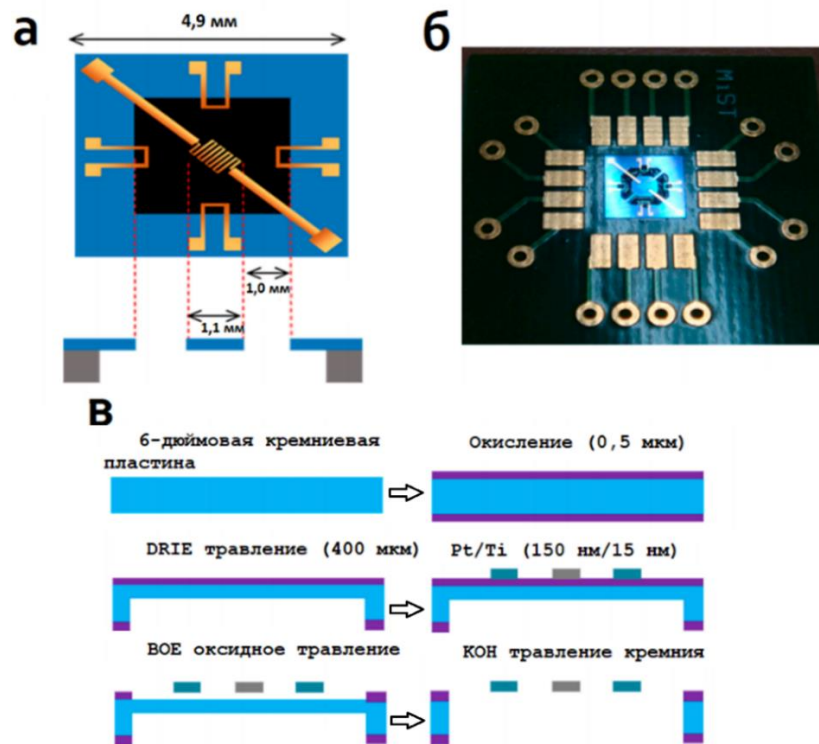 а
4,9 мм
1,0 мм
1,1 мм
б
MiST
в
6-дюймовая кремниевая
пластина
Окисление (0,5 мкм)
DRIE травление (400 мкм)
Pt/Ti (150 нм/15 нм)
BOE оксидное травление
KOH травление кремния